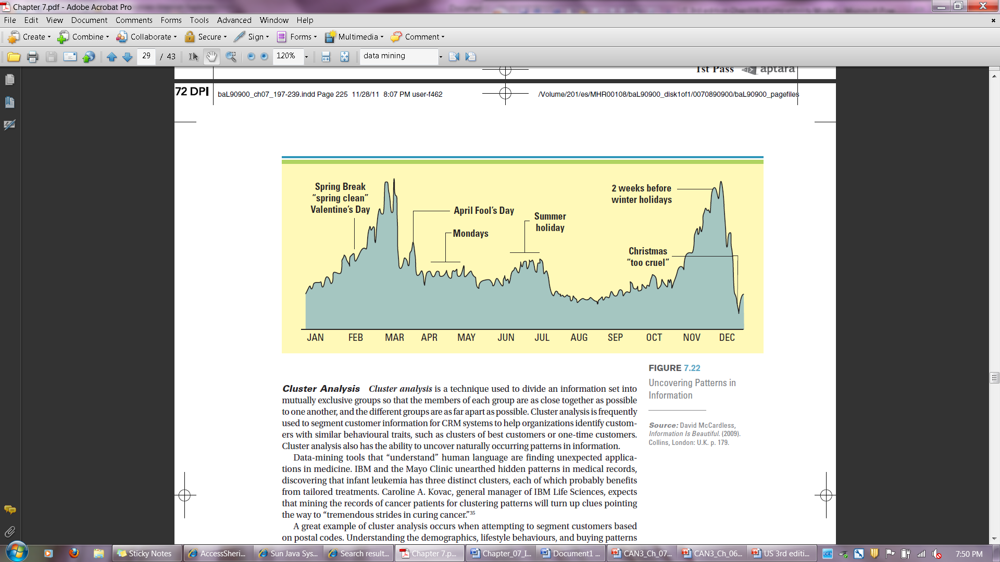 Chapter 7.pdf - Adobe Acrobat Pro
File Edit View Document Comments Forms Tools Advanced Window Help
Create Combine Collaborate Secure Sign Forms Multimedia Comment
29 / 43 120% data mining
1st Pass aptara
72 DPI baL90900_ch07_197-239.indd Page 225 11/28/11 8:07 PM user-f462 /Volume/201/es/MHR00108/baL90900_disk1of1/0070890900/baL90900_pagefiles
Spring Break
“spring clean”
Valentine’s Day
April Fool’s Day
Mondays
Summer
holiday
2 weeks before
winter holidays
Christmas
“too cruel”
JAN FEB MAR APR MAY JUN JUL AUG SEP OCT NOV DEC
FIGURE 7.22
Uncovering Patterns in
Information
Source: David McCardless,
Information Is Beautiful. (2009).
Collins, London: U.K. p. 179.
Cluster Analysis Cluster analysis is a technique used to divide an information set into
mutually exclusive groups so that the members of each group are as close together as possible
to one another, and the different groups are as far apart as possible. Cluster analysis is frequently
used to segment customer information for CRM systems to help organizations identify custom-
ers with similar behavioural traits, such as clusters of best customers or one-time customers.
Cluster analysis also has the ability to uncover naturally occurring patterns in information.
Data-mining tools that “understand” human language are finding unexpected applica-
tions in medicine. IBM and the Mayo Clinic unearthed hidden patterns in medical records,
discovering that infant leukemia has three distinct clusters, each of which probably benefits
from tailored treatments. Caroline A. Kovac, general manager of IBM Life Sciences, expects
that mining the records of cancer patients for clustering patterns will turn up clues pointing
the way to “tremendous strides in curing cancer.”35
A great example of cluster analysis occurs when attempting to segment customers based
on postal codes. Understanding the demographics, lifestyle behaviours, and buying patterns
Sticky Notes AccessSheri... Sun Java Sys... Search result... Chapter 7.p... Chapter_07_I... Document1 ... CAN3_Ch_07... CAN3_Ch_06... US 3rd editi... 7:50 PM